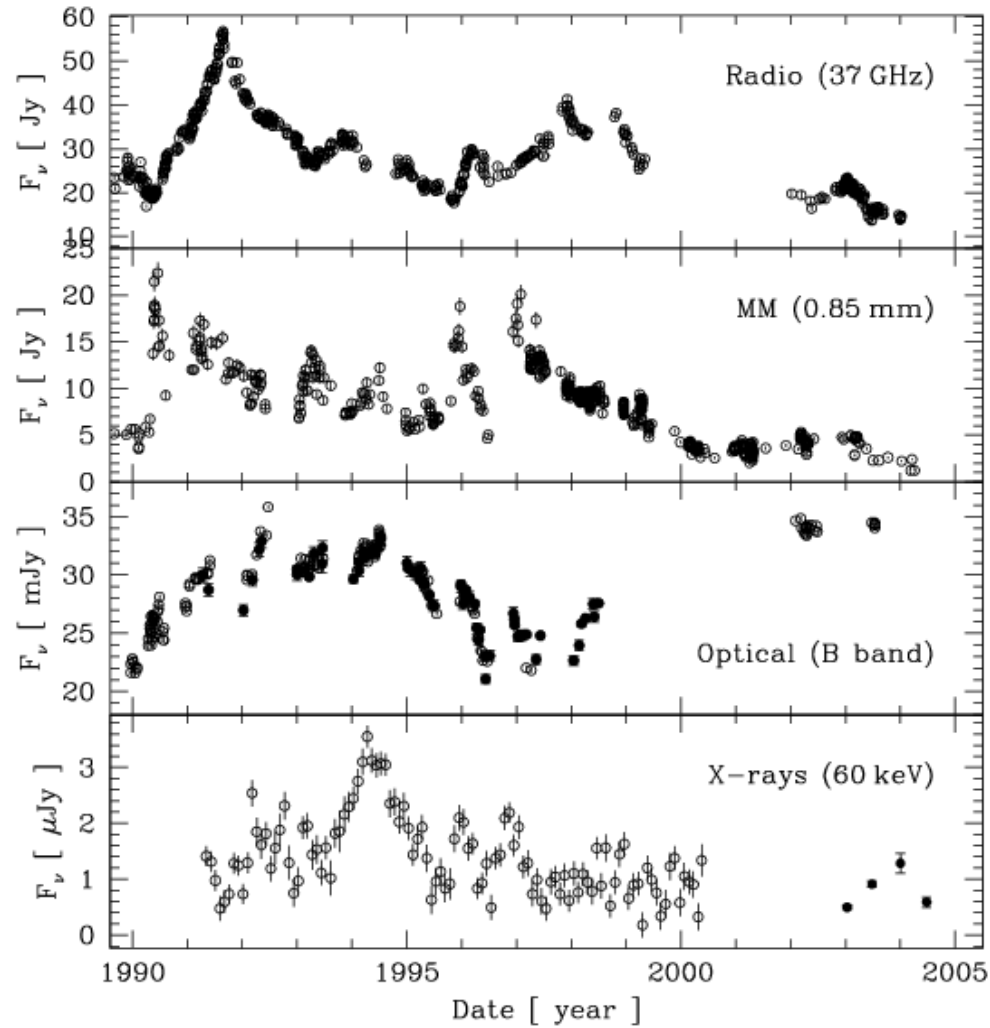 60
50
40
30
20
10
F_ν [ Jy ]
Radio (37 GHz)
25
20
15
10
5
0
F_ν [ Jy ]
MM (0.85 mm)
35
30
25
20
F_ν [ mJy ]
Optical (B band)
3
2
1
0
F_ν [ μJy ]
X-rays (60 keV)
1990 1995 2000 2005
Date [ year ]